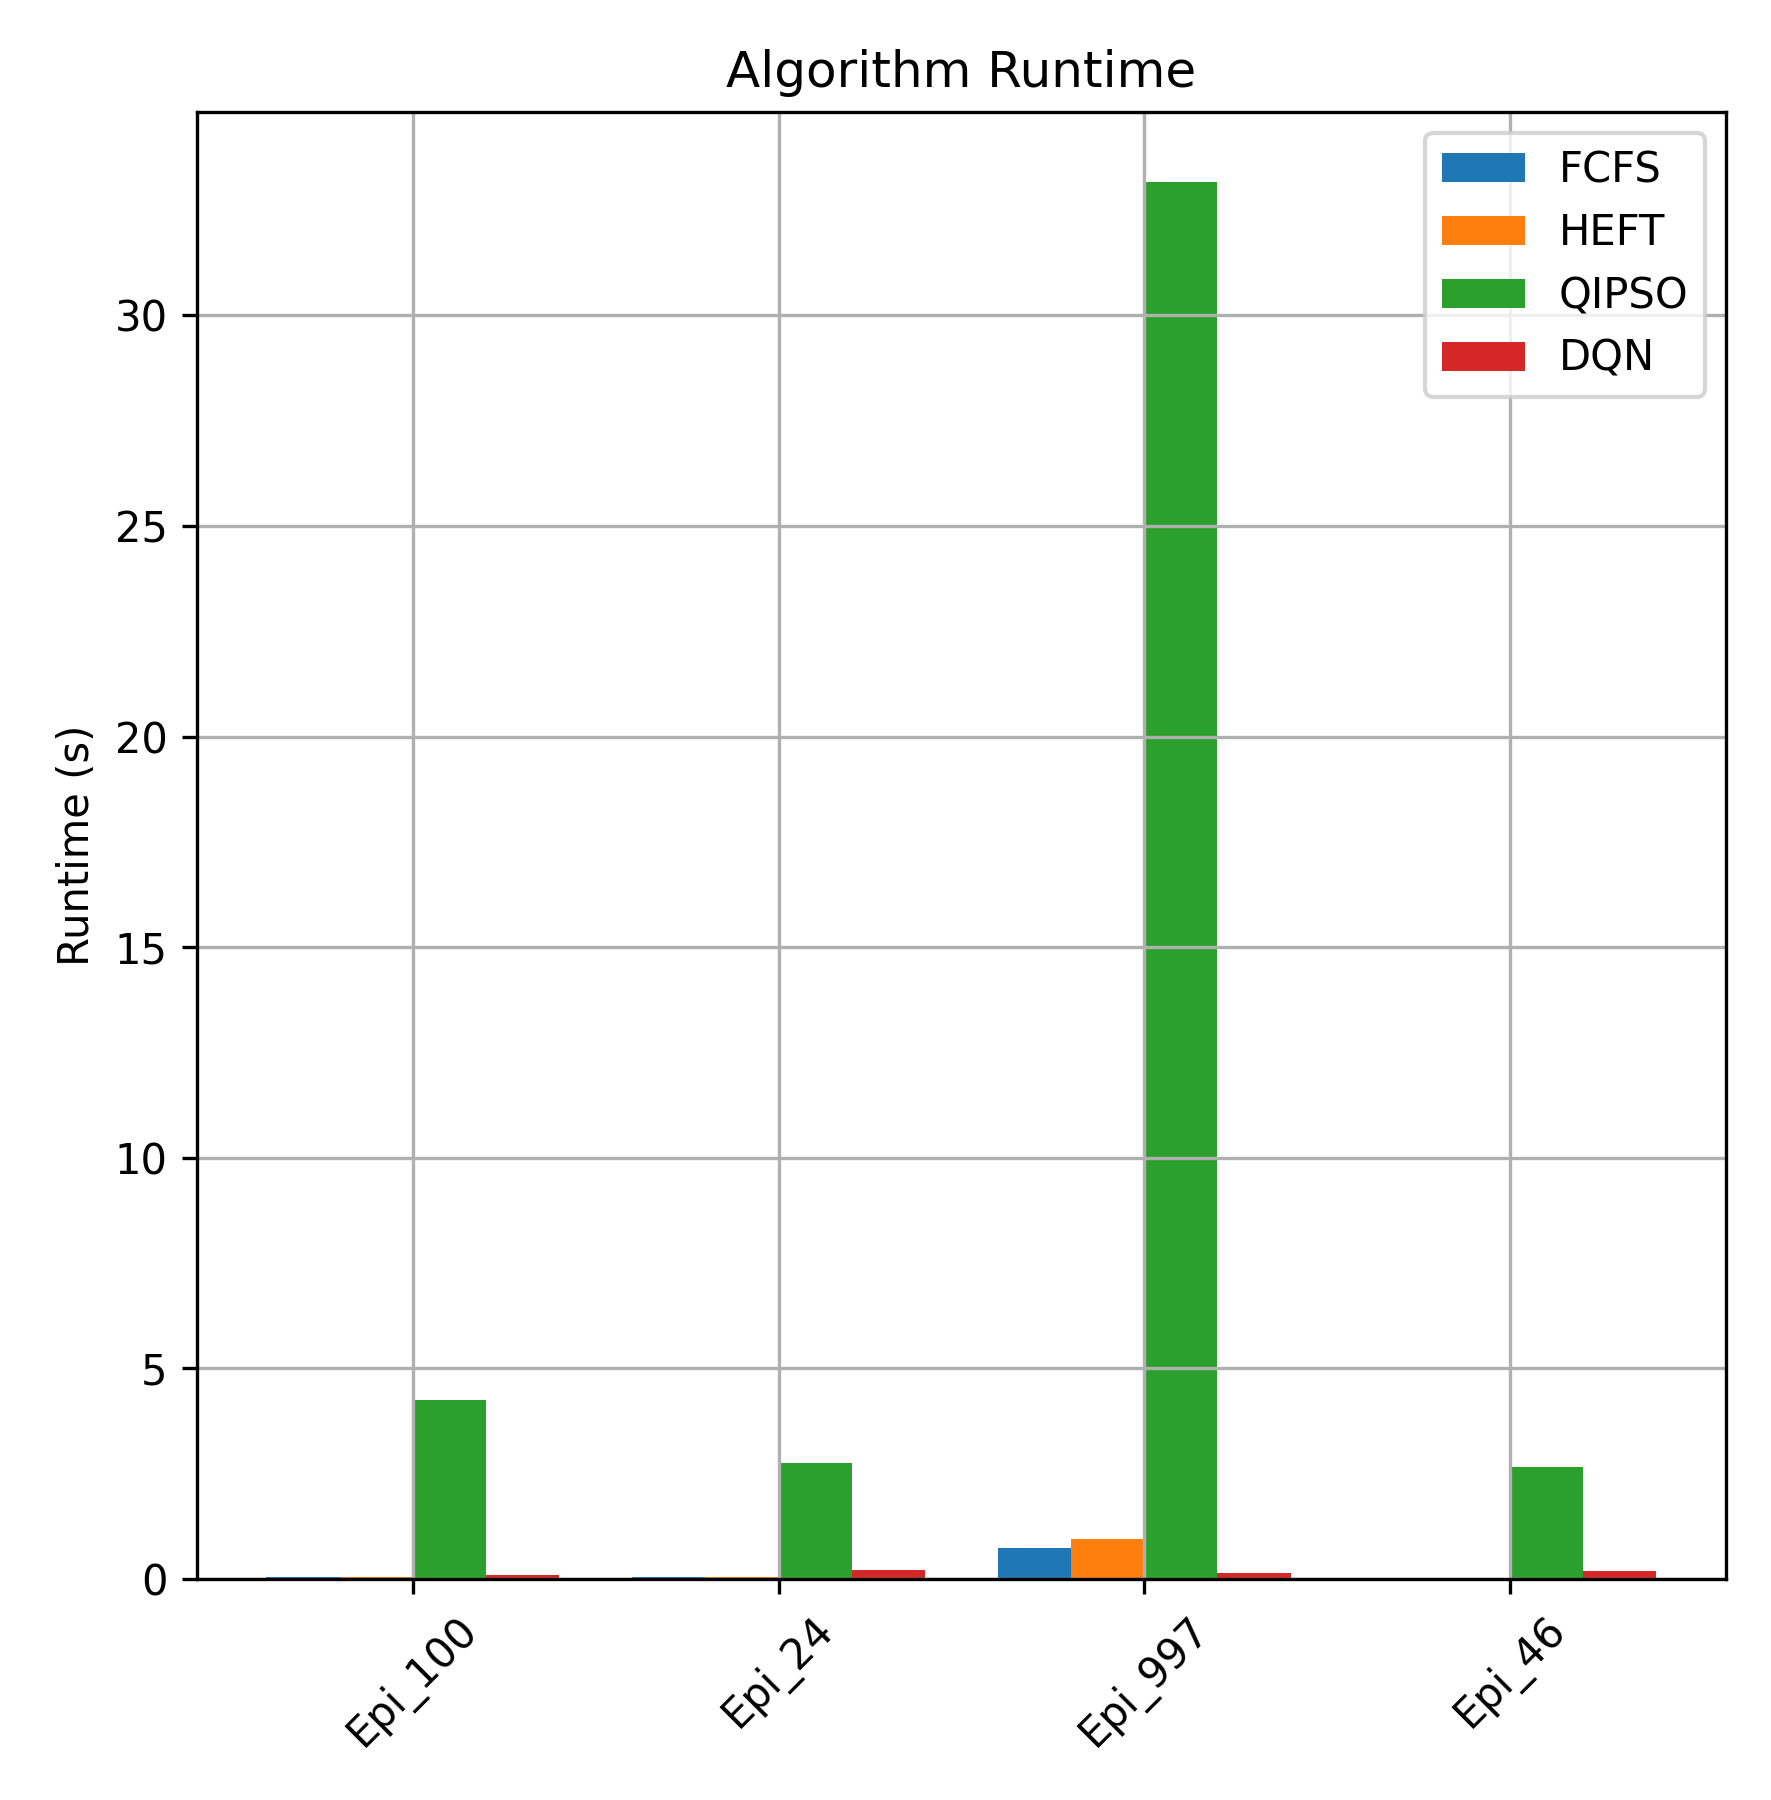 Algorithm Runtime
FCFS
HEFT
QIPSO
DQN
Runtime (s)
30
25
20
15
10
5
0
Epi_100
Epi_24
Epi_997
Epi_46